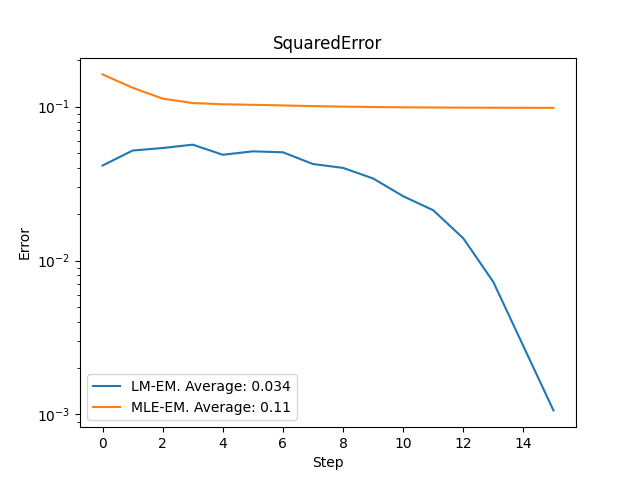 SquaredError
Error
10⁻¹
10⁻²
10⁻³
LM-EM. Average: 0.034
MLE-EM. Average: 0.11
0 2 4 6 8 10 12 14
Step